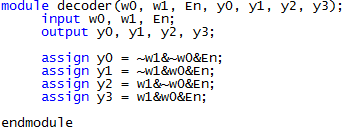 module decoder(w0, w1, En, y0, y1, y2, y3);
input w0, w1, En;
output y0, y1, y2, y3;
assign y0 = ~w1&~w0&En;
assign y1 = ~w1&w0&En;
assign y2 = w1&~w0&En;
assign y3 = w1&w0&En;
endmodule